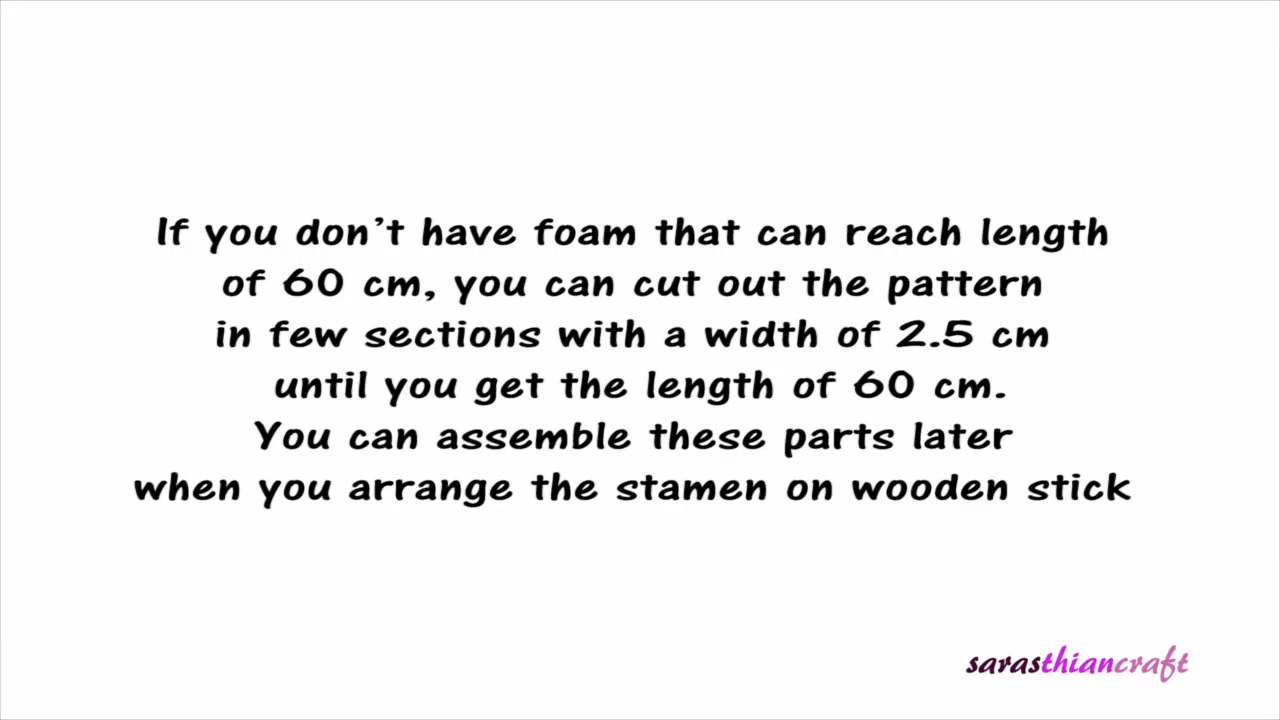 If you don't have foam that can reach length
of 60 cm, you can cut out the pattern
in few sections with a width of 2.5 cm
until you get the length of 60 cm.
You can assemble these parts later
when you arrange the stamen on wooden stick
sarasthiancraft